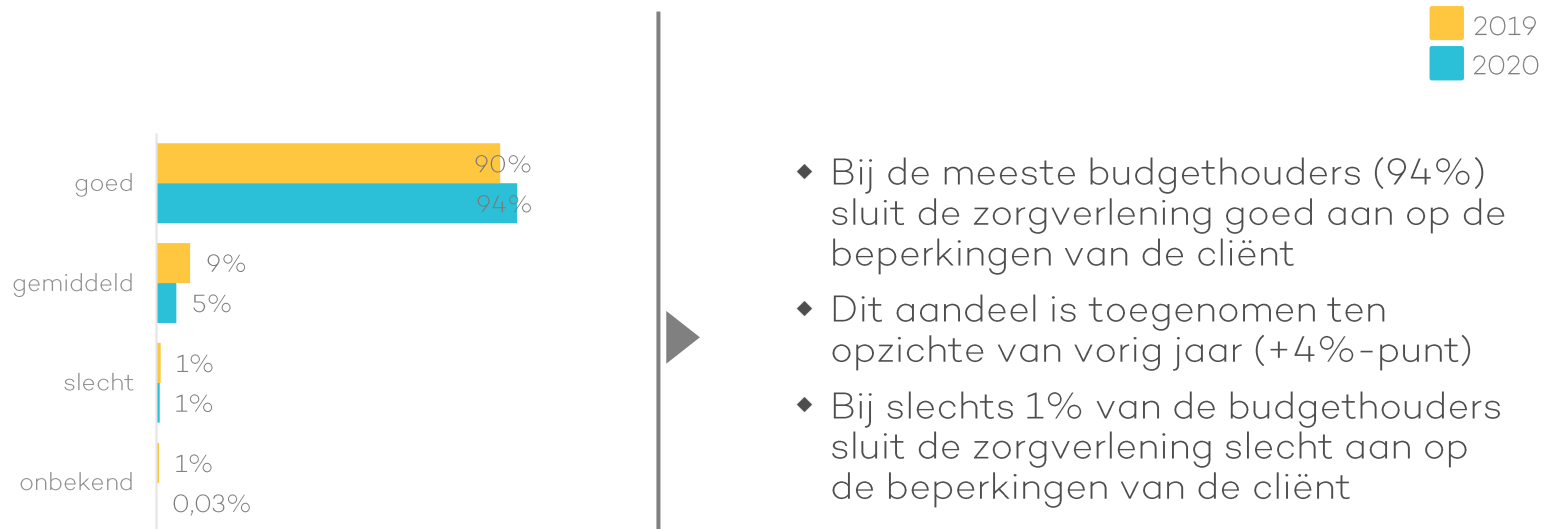 2019
2020
goed
90%
94%
gemiddeld
9%
5%
slecht
1%
1%
onbekend
1%
0,03%
◆ Bij de meeste budgethouders (94%)
sluit de zorgverlening goed aan op de
beperkingen van de cliënt
◆ Dit aandeel is toegenomen ten
opzichte van vorig jaar (+4%-punt)
◆ Bij slechts 1% van de budgethouders
sluit de zorgverlening slecht aan op
de beperkingen van de cliënt